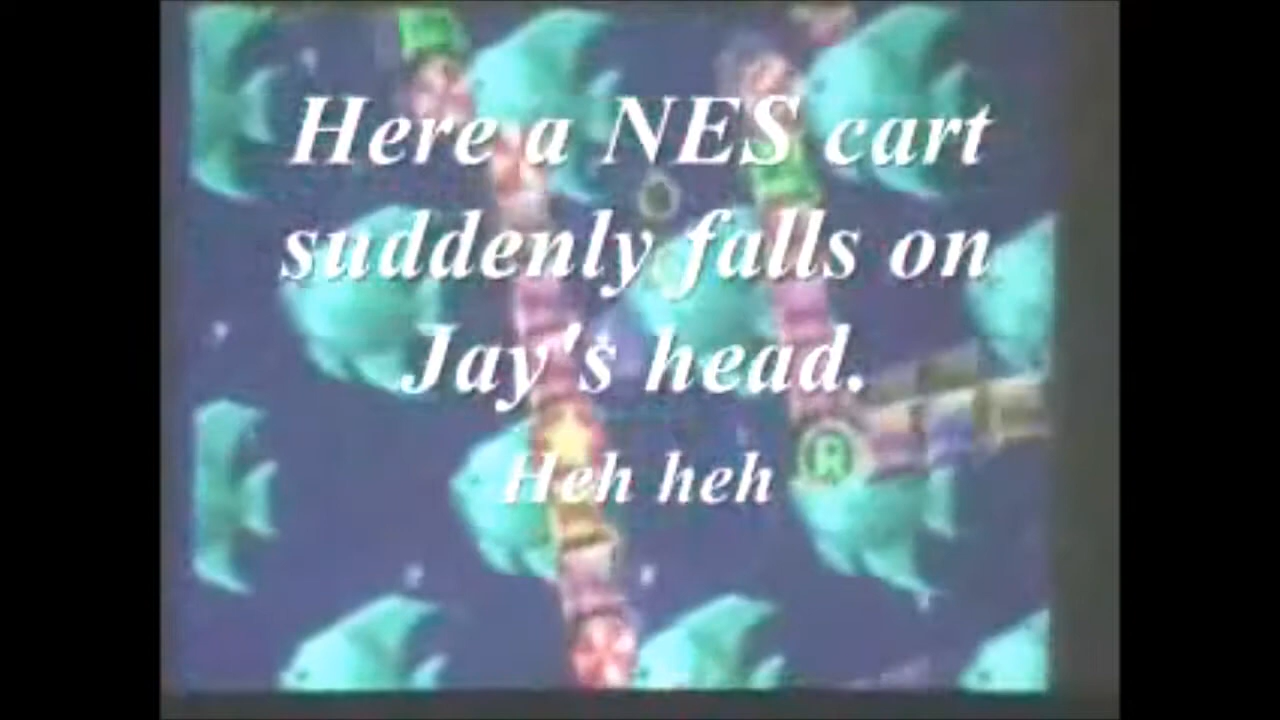 Here a NES cart
suddenly falls on
Jay's head.
Heh heh
R